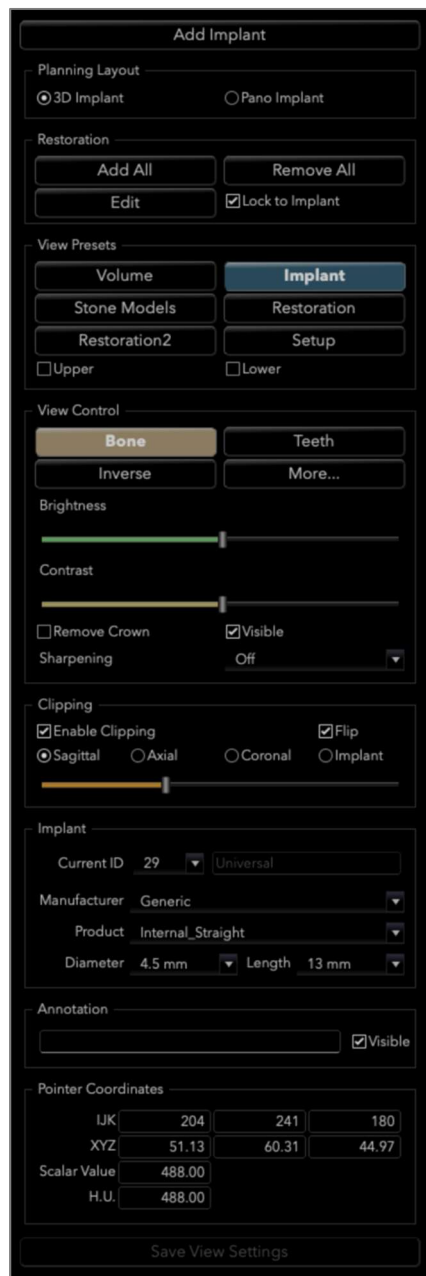 Add Implant
Planning Layout
3D Implant Pano Implant
Restoration
Add All Remove All
Edit Lock to Implant
View Presets
Volume Implant
Stone Models Restoration
Restoration2 Setup
Upper Lower
View Control
Bone Teeth
Inverse More...
Brightness
Contrast
Remove Crown Visible
Sharpening Off
Clipping
Enable Clipping Flip
Sagittal Axial Coronal Implant
Implant
Current ID 29 Universal
Manufacturer Generic
Product Internal_Straight
Diameter 4.5 mm Length 13 mm
Annotation
Visible
Pointer Coordinates
IJK 204 241 180
XYZ 51.13 60.31 44.97
Scalar Value 488.00
H.U. 488.00
Save View Settings